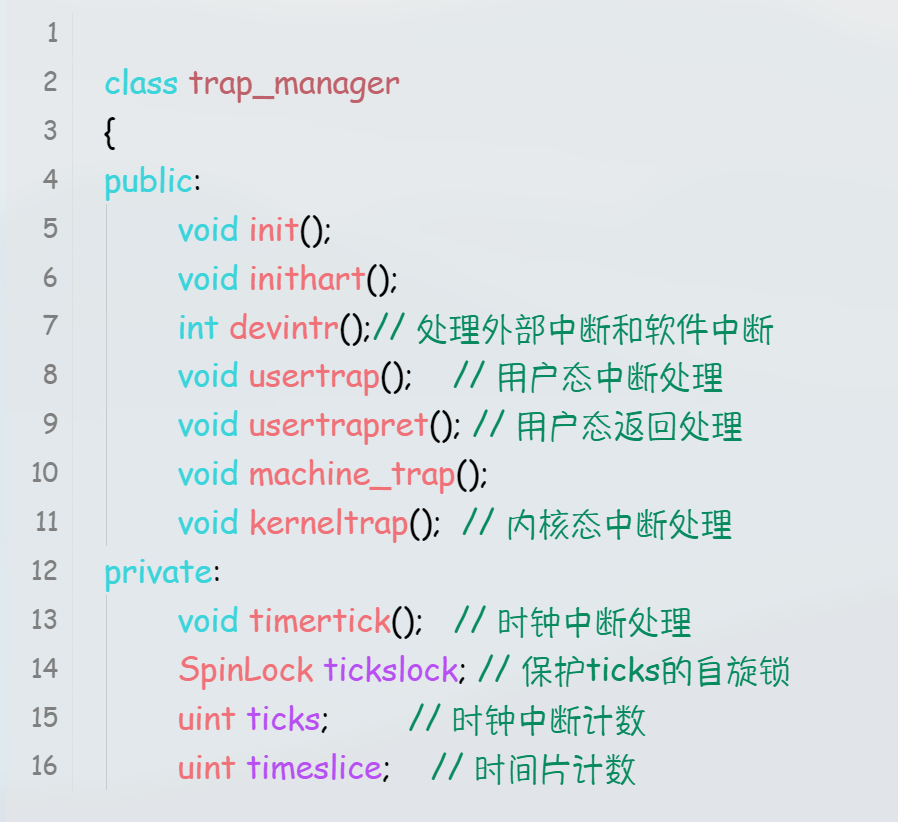 1
2 class trap_manager
3 {
4 public:
5 void init();
6 void inithart();
7 int devintr();// 处理外部中断和软件中断
8 void usertrap(); // 用户态中断处理
9 void usertrapret(); // 用户态返回处理
10 void machine_trap();
11 void kerneltrap(); // 内核态中断处理
12 private:
13 void timertick(); // 时钟中断处理
14 SpinLock tickslock; // 保护ticks的自旋锁
15 uint ticks; // 时钟中断计数
16 uint timeslice; // 时间片计数